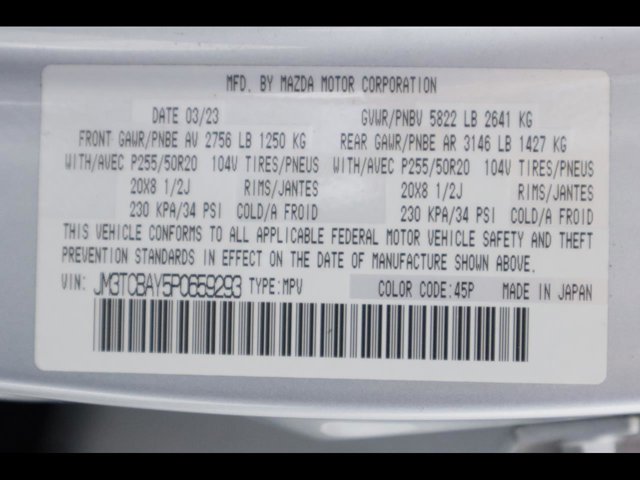 MFD. BY MAZDA MOTOR CORPORATION
DATE 03/23 GVWR/PNBV 5822 LB 2641 KG
FRONT GAWR/PNBE AV 2756 LB 1250 KG REAR GAWR/PNBE AR 3146 LB 1427 KG
WITH/AVEC P255/50R20 104V TIRES/PNEUS WITH/AVEC P255/50R20 104V TIRES/PNEUS
20X8 1/2J RIMS/JANTES 20X8 1/2J RIMS/JANTES
230 KPA/34 PSI COLD/A FROID 230 KPA/34 PSI COLD/A FROID
THIS VEHICLE CONFORMS TO ALL APPLICABLE FEDERAL MOTOR VEHICLE SAFETY AND THEFT
PREVENTION STANDARDS IN EFFECT ON THE DATE OF MANUFACTURE SHOWN ABOVE.
VIN: JM3TCBAY5P0659293 TYPE:MPV COLOR CODE:45P MADE IN JAPAN